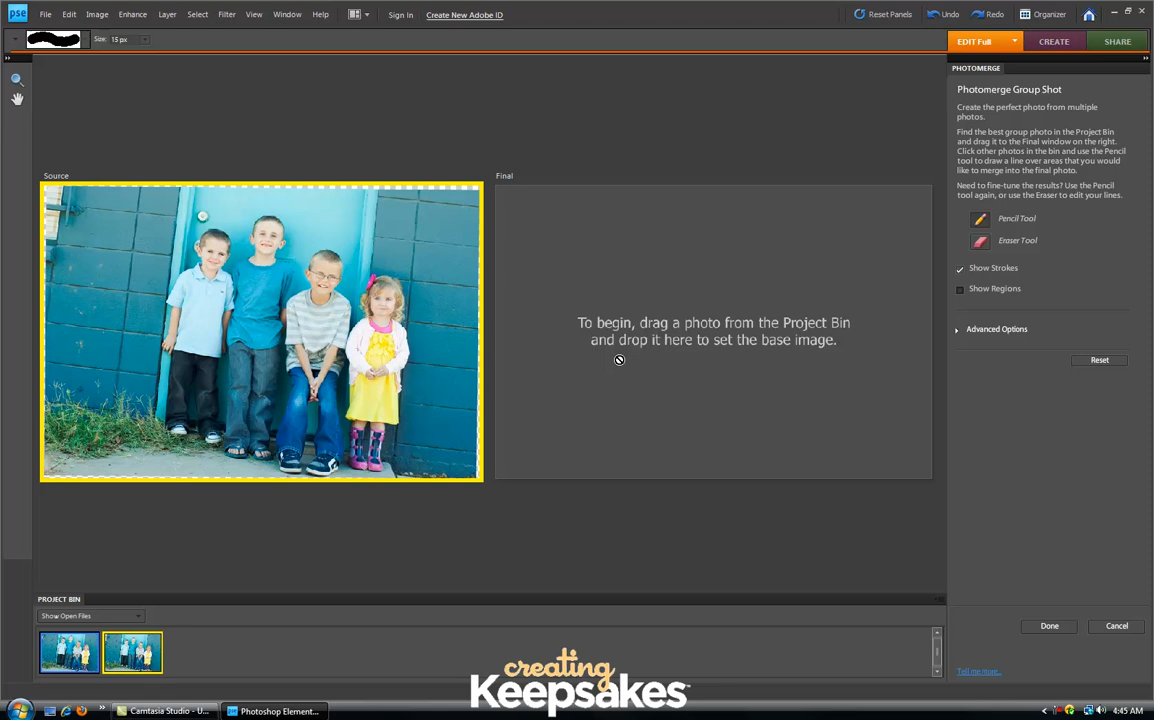 pse File Edit Image Enhance Layer Select Filter View Window Help Sign In Create New Adobe ID Reset Panels Undo Redo Organizer
Size: 15 px EDIT Full CREATE SHARE
PHOTOMERGE
Photomerge Group Shot
Create the perfect photo from multiple
photos.
Find the best group photo in the Project Bin
and drag it to the Final window on the right.
Click other photos in the bin and use the Pencil
tool to draw a line over areas that you would
like to merge into the final photo.
Need to fine-tune the results? Use the Pencil
tool again, or use the Eraser to edit your lines.
Pencil Tool
Eraser Tool
Show Strokes
Show Regions
Advanced Options
Reset
Source Final
To begin, drag a photo from the Project Bin
and drop it here to set the base image.
PROJECT BIN
Show Open Files
Done Cancel
Tell me more...
creating
Keepsakes™
Camtasia Studio - U... Photoshop Element... 4:45 AM